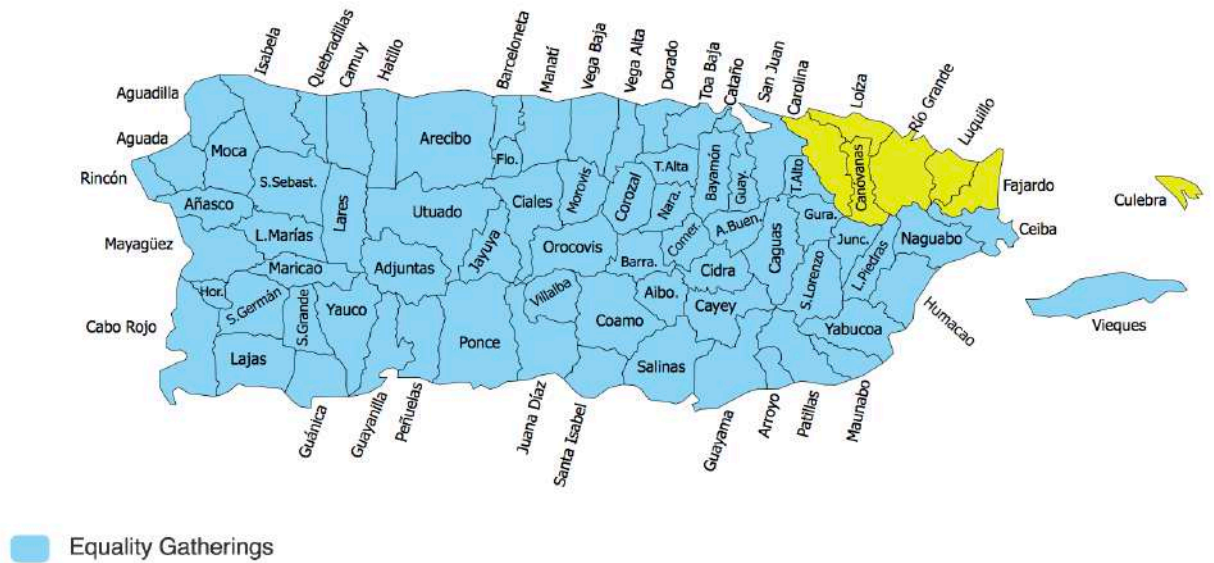 Isabela
Quebradillas
Camuy
Hatillo
Barceloneta
Manatí
Vega Baja
Vega Alta
Dorado
Toa Baja
Cataño
San Juan
Carolina
Loíza
Río Grande
Luquillo
Aguadilla
Aguada
Moca
Arecibo
Flo.
Rincón
S.Sebast.
Lares
Utuado
Ciales
Morovis
Corozal
T.Alta
Nara.
Bayamón
Guay.
T.Alto
Canovanas
Fajardo
Culebra
Añasco
L.Marías
Mayagüez
Maricao
Adjuntas
Jayuya
Orocovis
Barra.
Comer.
A.Buen.
Cidra
Caguas
Gura.
Junc.
S.Lorenzo
L.Piedras
Naguabo
Ceiba
Hor.
S.Germán
S.Grande
Yauco
Villalba
Aibo.
Coamo
Cayey
Cabo Rojo
Lajas
Ponce
Salinas
Yabucoa
Humacao
Vieques
Guánica
Guayanilla
Peñuelas
Juana Díaz
Santa Isabel
Guayama
Arroyo
Patillas
Maunabo
Equality Gatherings